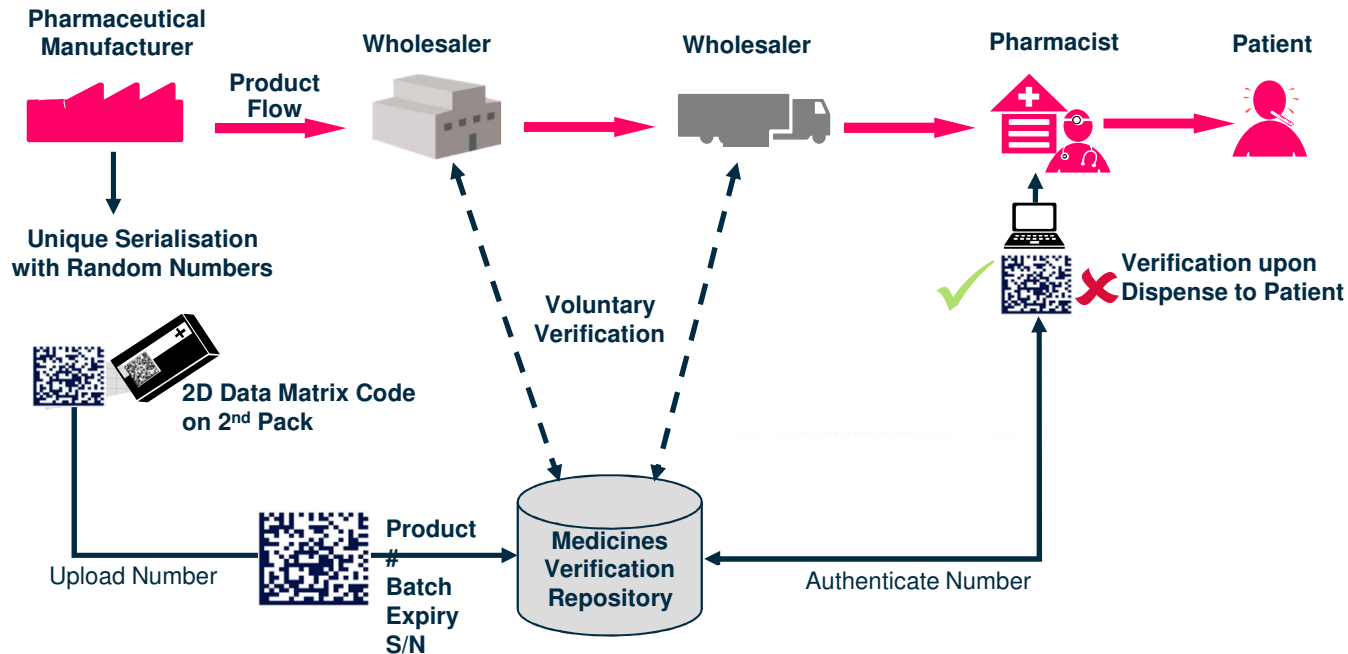 Pharmaceutical
Manufacturer
Wholesaler
Wholesaler
Pharmacist
Patient
Product
Flow
Unique Serialisation
with Random Numbers
Voluntary
Verification
Verification upon
Dispense to Patient
2D Data Matrix Code
on 2nd Pack
Upload Number
Product
#
Batch
Expiry
S/N
Medicines
Verification
Repository
Authenticate Number